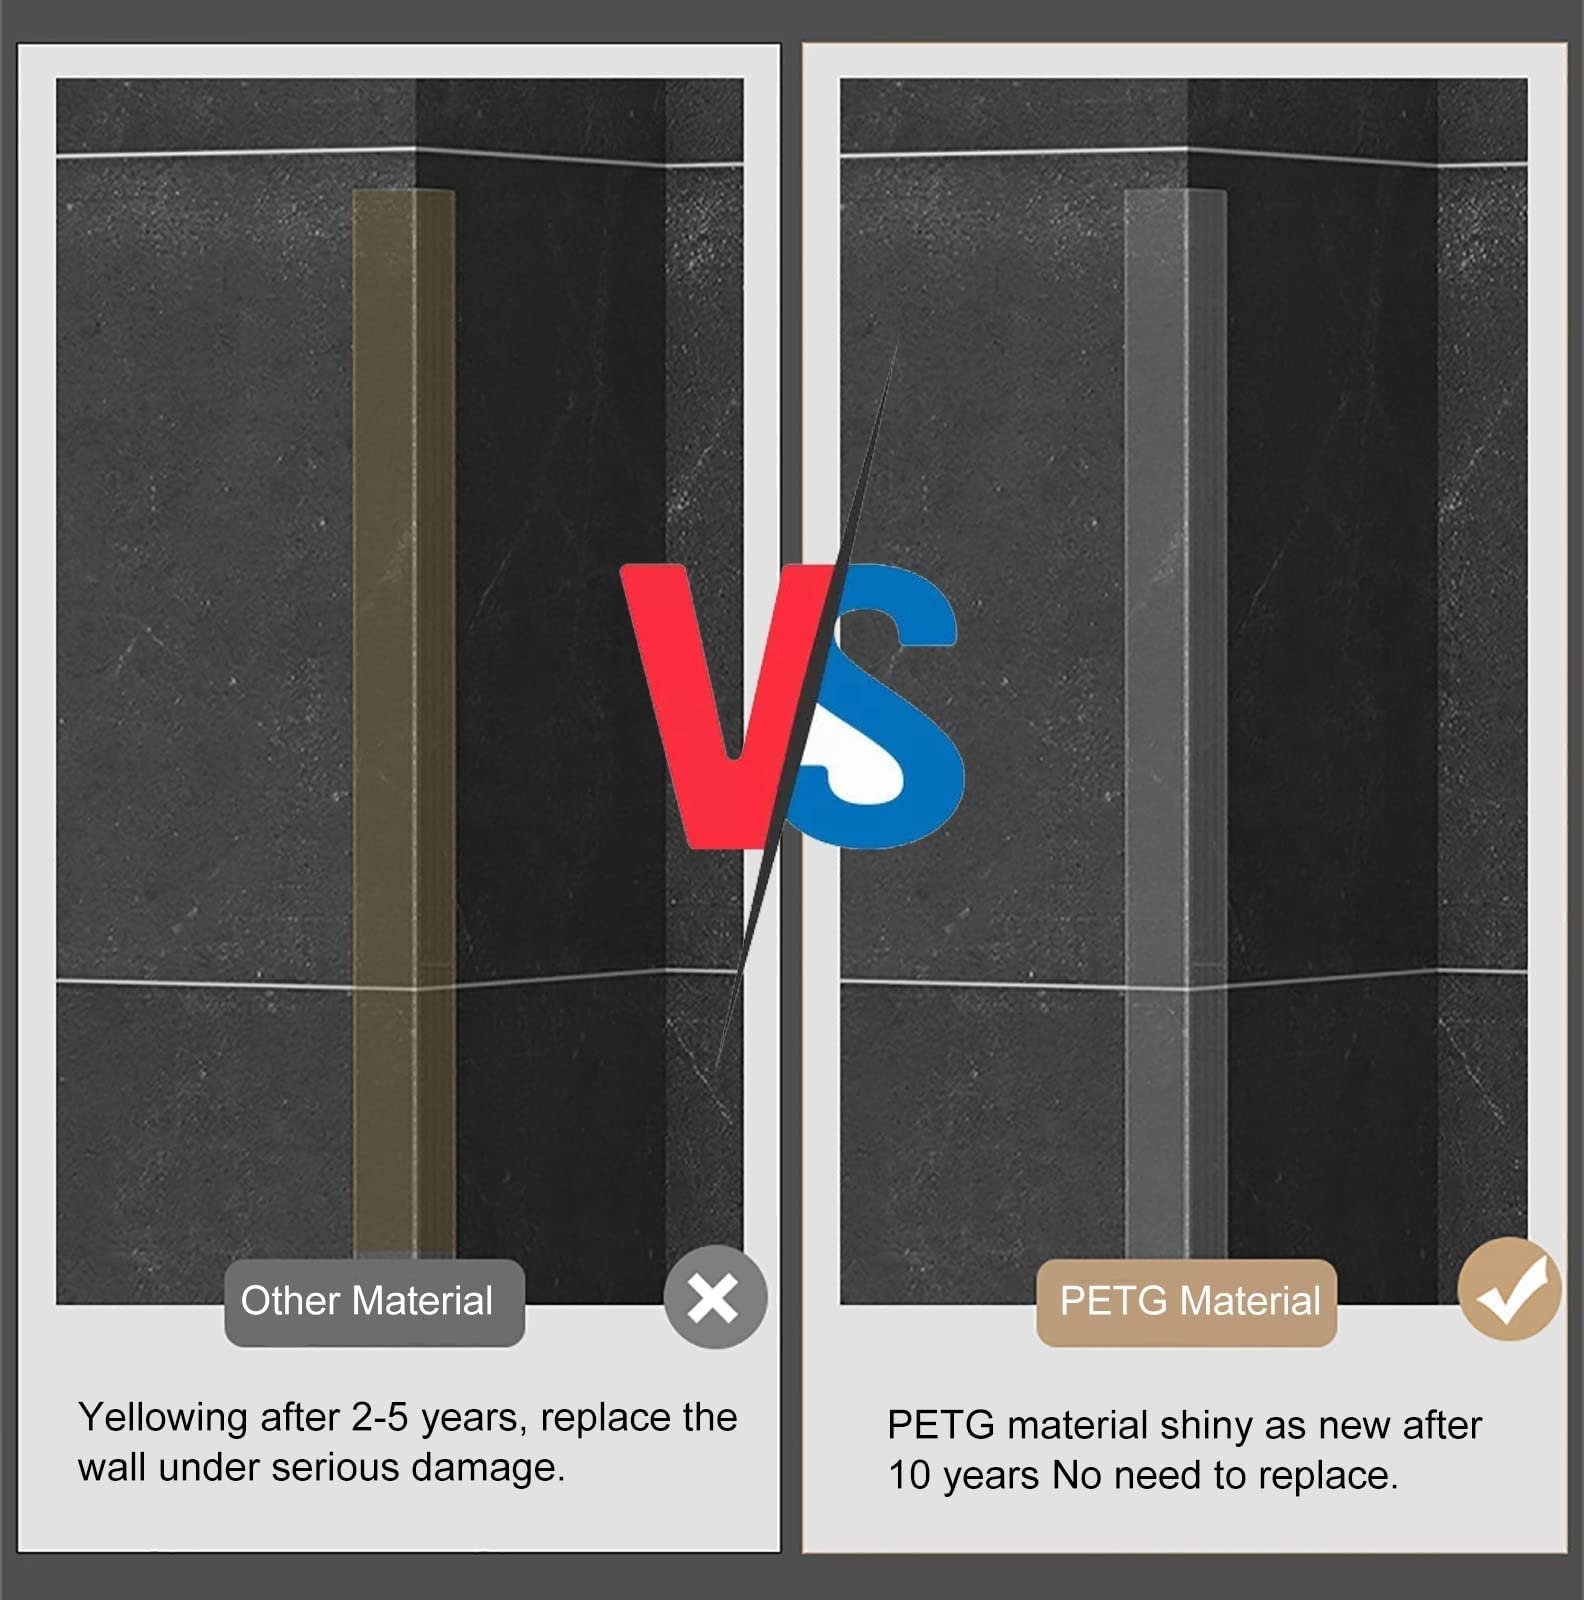 VS
Other Material
PETG Material
Yellowing after 2-5 years, replace the
wall under serious damage.
PETG material shiny as new after
10 years No need to replace.